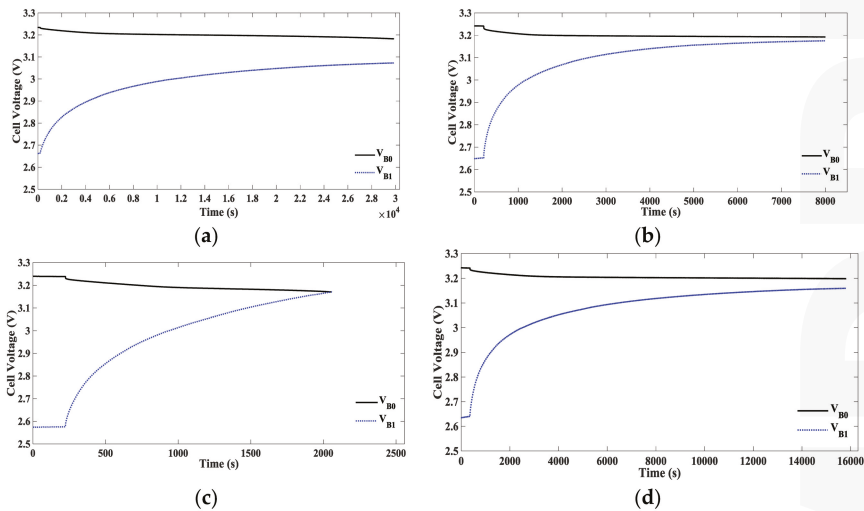 3.3
3.2
3.1
3
2.9
2.8
2.7
2.6
2.5
Cell Voltage (V)
V_B0
V_B1
0 0.2 0.4 0.6 0.8 1 1.2 1.4 1.6 1.8 2 2.2 2.4 2.6 2.8 3
Time (s)
×10^4
(a)
3.3
3.2
3.1
3
2.9
2.8
2.7
2.6
2.5
Cell Voltage (V)
V_B0
V_B1
0 1000 2000 3000 4000 5000 6000 7000 8000
Time (s)
(b)
3.3
3.2
3.1
3
2.9
2.8
2.7
2.6
2.5
Cell Voltage (V)
V_B0
V_B1
0 500 1000 1500 2000 2500
Time (s)
(c)
3.3
3.2
3.1
3
2.9
2.8
2.7
2.6
2.5
Cell Voltage (V)
V_B0
V_B1
0 2000 4000 6000 8000 10000 12000 14000 16000
Time (s)
(d)